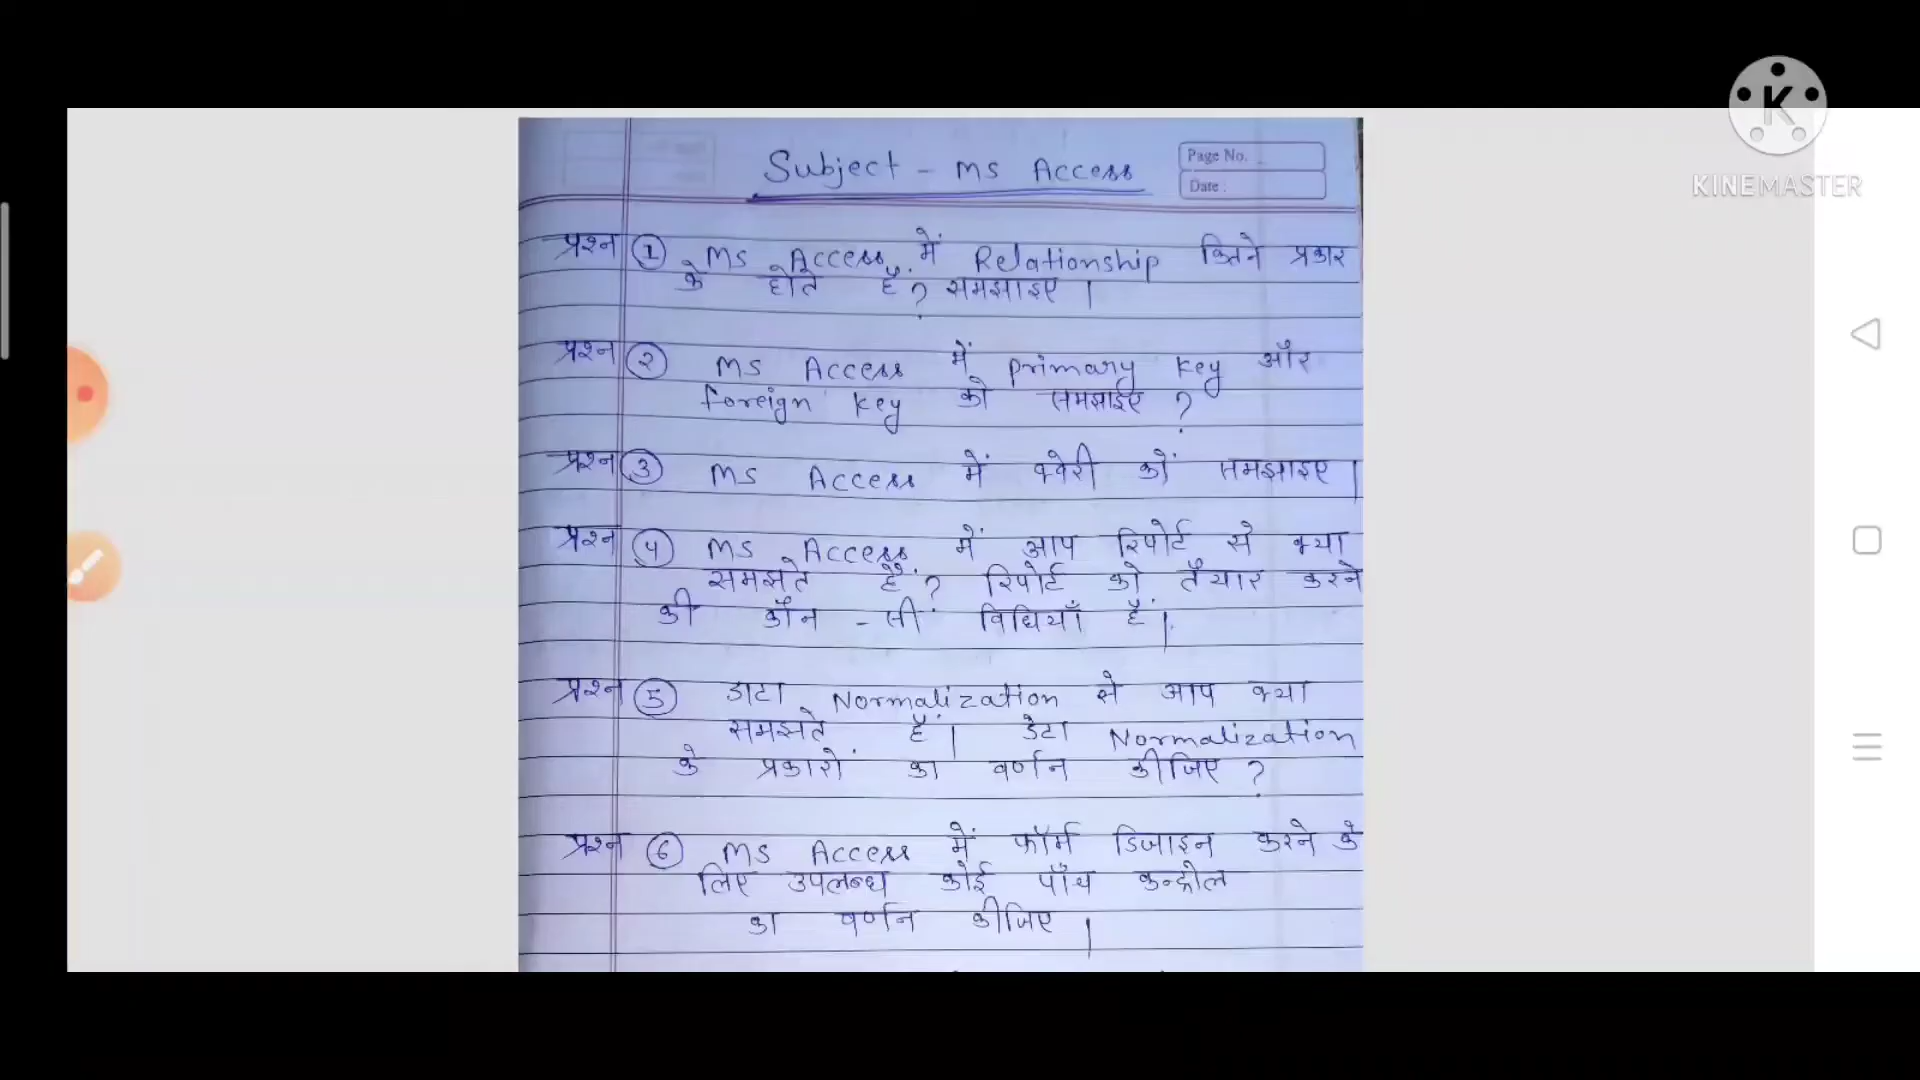 KINEMASTER
Subject - MS Access
Page No.
Date :
प्रश्न 1 MS Access में Relationship कितने प्रकार
के होते हैं? समझाइए |
प्रश्न 2 MS Access में primary key और
foreign key को समझाईए ?
प्रश्न 3 MS Access में क्वेरी कों समझाइए |
प्रश्न 4 MS Access में आप रिपोर्ट से क्या
समझते हैं? रिपोर्ट को तैयार करने
की कौन - सी विधियाँ हैं |
प्रश्न 5 डाटा Normalization से आप क्या
समझते हैं | डेटा Normalization
के प्रकारों का वर्णन कीजिए ?
प्रश्न 6 MS Access में फॉर्म डिजाइन करने के
लिए उपलब्ध कोई पाँच कन्ट्रोल
का वर्णन कीजिए |